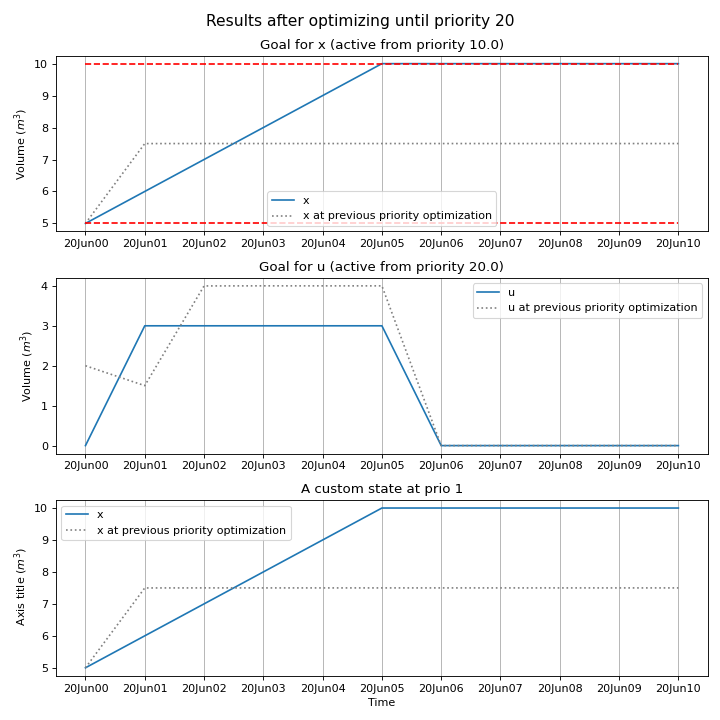 Results after optimizing until priority 20
Goal for x (active from priority 10.0)
Volume (m³)
10
9
8
7
6
5
x
x at previous priority optimization
20Jun00 20Jun01 20Jun02 20Jun03 20Jun04 20Jun05 20Jun06 20Jun07 20Jun08 20Jun09 20Jun10
Goal for u (active from priority 20.0)
Volume (m³)
4
3
2
1
0
u
u at previous priority optimization
20Jun00 20Jun01 20Jun02 20Jun03 20Jun04 20Jun05 20Jun06 20Jun07 20Jun08 20Jun09 20Jun10
A custom state at prio 1
Axis title (m³)
10
9
8
7
6
5
x
x at previous priority optimization
20Jun00 20Jun01 20Jun02 20Jun03 20Jun04 20Jun05 20Jun06 20Jun07 20Jun08 20Jun09 20Jun10
Time